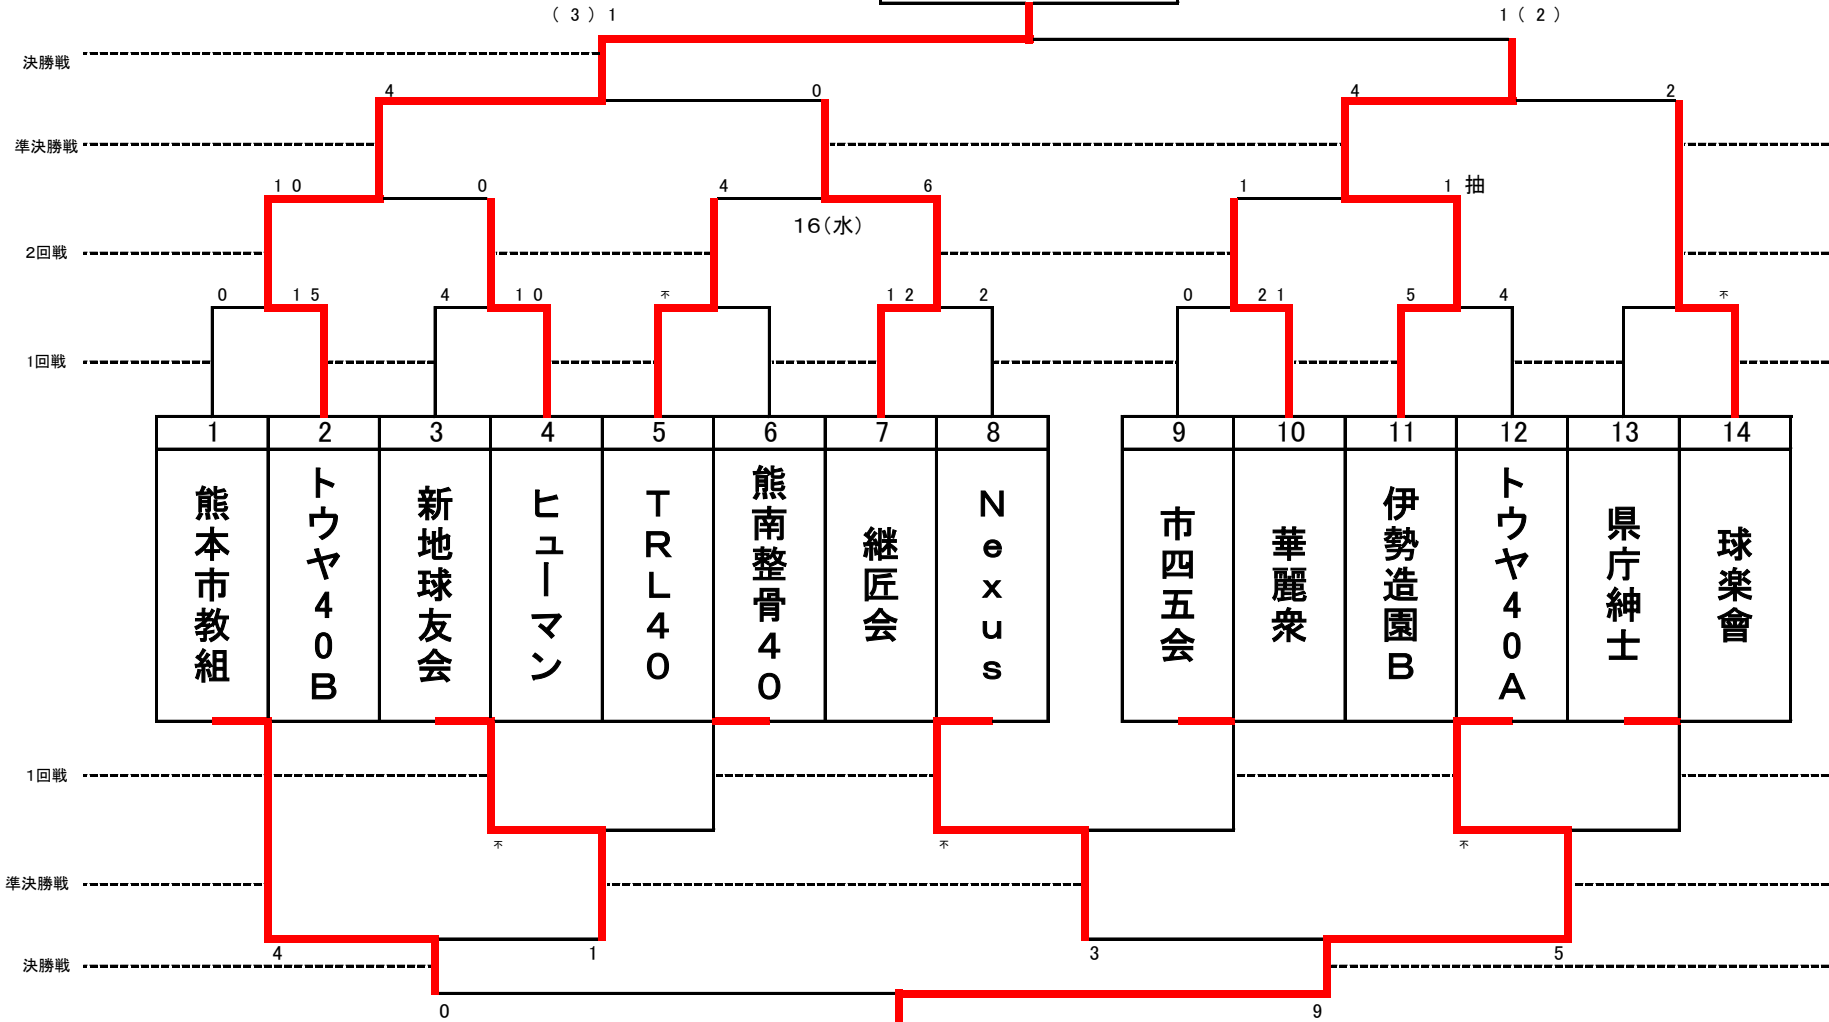 (3)1 1(2)
決勝戦
4 0 4 2
準決勝戦
10 0 4 6 1 1 抽
16(水)
2回戦
0 15 4 10 不 12 2 0 21 5 4 不
1回戦
1 2 3 4 5 6 7 8 9 10 11 12 13 14
熊本市教組
トウヤ40B
新地球友会
ヒューマン
TRL40
熊南整骨40
継匠会
Nexus
市四五会
華麗衆
伊勢造園B
トウヤ40A
県庁紳士
球楽會
1回戦
不 不 不
準決勝戦
4 1 3 5
決勝戦
0 9